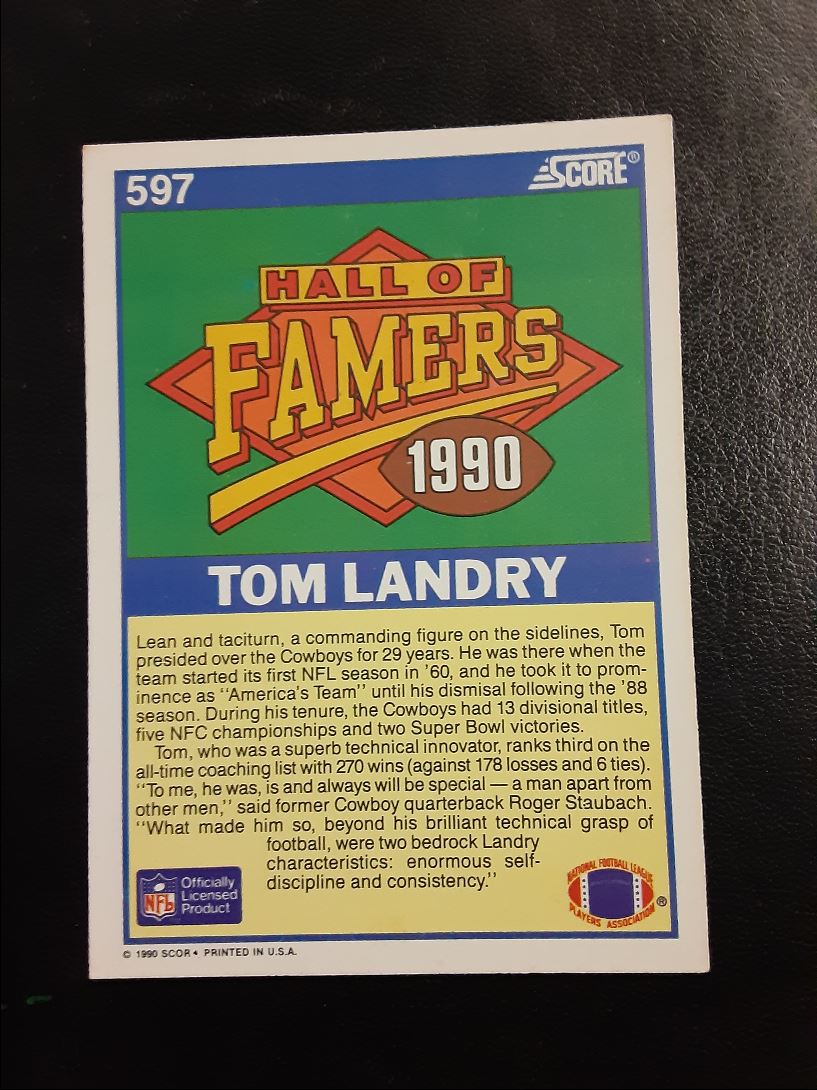 597
SCORE®
HALL OF
FAMERS
1990
TOM LANDRY
Lean and taciturn, a commanding figure on the sidelines, Tom
presided over the Cowboys for 29 years. He was there when the
team started its first NFL season in '60, and he took it to prom-
inence as "America's Team" until his dismisal following the '88
season. During his tenure, the Cowboys had 13 divisional titles,
five NFC championships and two Super Bowl victories.
Tom, who was a superb technical innovator, ranks third on the
all-time coaching list with 270 wins (against 178 losses and 6 ties).
"To me, he was, is and always will be special — a man apart from
other men," said former Cowboy quarterback Roger Staubach.
"What made him so, beyond his brilliant technical grasp of
football, were two bedrock Landry
characteristics: enormous self-
discipline and consistency."
NFL
Officially
Licensed
Product
NATIONAL FOOTBALL LEAGUE
PLAYERS ASSOCIATION ®
© 1990 SCOR • PRINTED IN U.S.A.